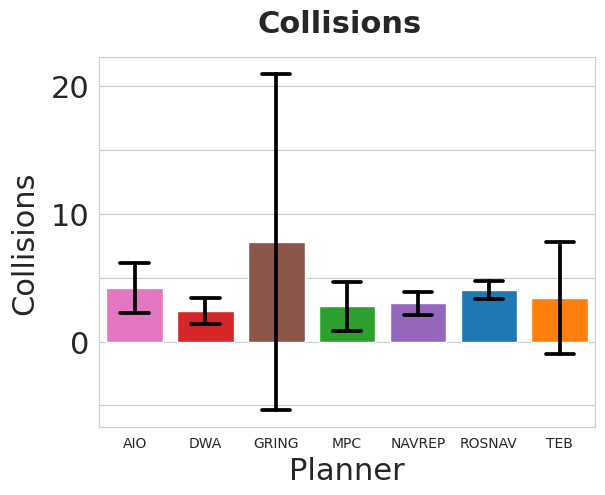 Collisions
Collisions
20
10
0
AIO DWA GRING MPC NAVREP ROSNAV TEB
Planner